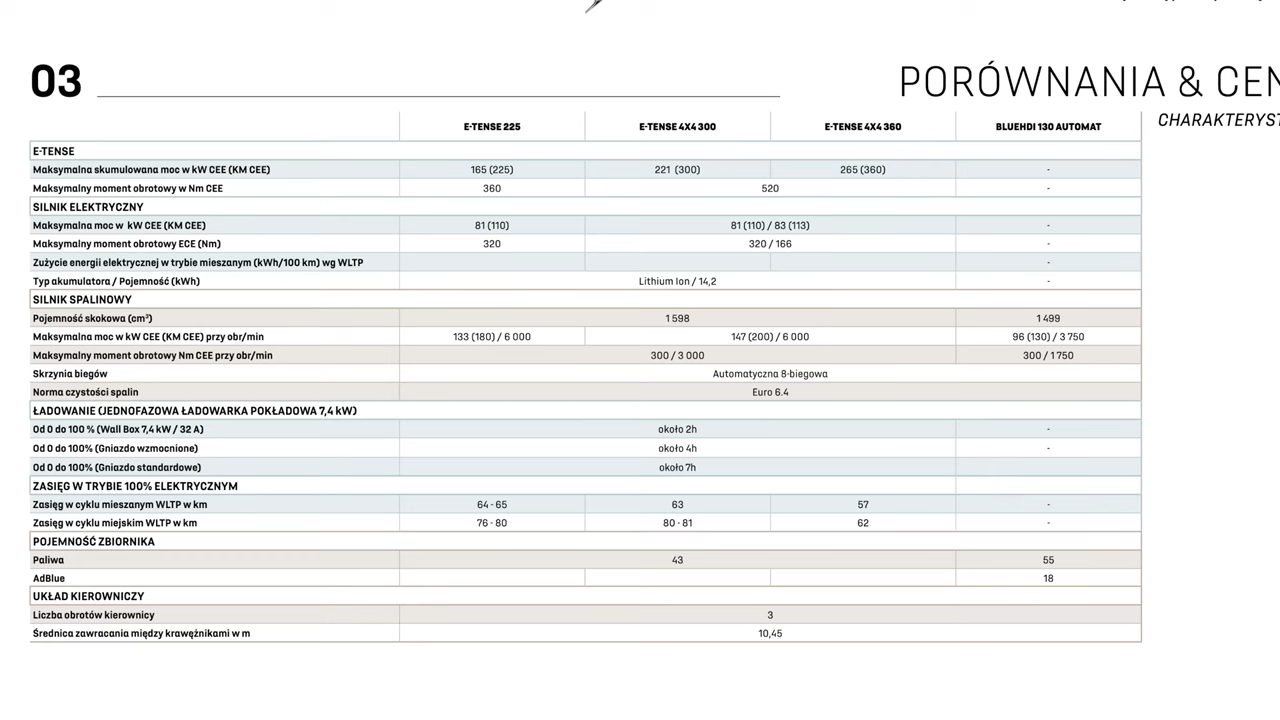 03
PORÓWNANIA & CEN
CHARAKTERYST
E-TENSE 225 E-TENSE 4X4 300 E-TENSE 4X4 360 BLUEHDI 130 AUTOMAT
E-TENSE
Maksymalna skumulowana moc w kW CEE (KM CEE) 165 (225) 221 (300) 265 (360) -
Maksymalny moment obrotowy w Nm CEE 360 520 -
SILNIK ELEKTRYCZNY
Maksymalna moc w kW CEE (KM CEE) 81 (110) 81 (110) / 83 (113) -
Maksymalny moment obrotowy ECE (Nm) 320 320 / 166 -
Zużycie energii elektrycznej w trybie mieszanym (kWh/100 km) wg WLTP -
Typ akumulatora / Pojemność (kWh) Lithium Ion / 14,2 -
SILNIK SPALINOWY
Pojemność skokowa (cm³) 1 598 1 499
Maksymalna moc w kW CEE (KM CEE) przy obr/min 133 (180) / 6 000 147 (200) / 6 000 96 (130) / 3 750
Maksymalny moment obrotowy Nm CEE przy obr/min 300 / 3 000 300 / 1 750
Skrzynia biegów Automatyczna 8-biegowa
Norma czystości spalin Euro 6.4
ŁADOWANIE (JEDNOFAZOWA ŁADOWARKA POKŁADOWA 7,4 kW)
Od 0 do 100 % (Wall Box 7,4 kW / 32 A) około 2h -
Od 0 do 100% (Gniazdo wzmocnione) około 4h -
Od 0 do 100% (Gniazdo standardowe) około 7h
ZASIĘG W TRYBIE 100% ELEKTRYCZNYM
Zasięg w cyklu mieszanym WLTP w km 64 - 65 63 57 -
Zasięg w cyklu miejskim WLTP w km 76 - 80 80 - 81 62 -
POJEMNOŚĆ ZBIORNIKA
Paliwa 43 55
AdBlue 18
UKŁAD KIEROWNICZY
Liczba obrotów kierownicy 3
Średnica zawracania między krawężnikami w m 10,45